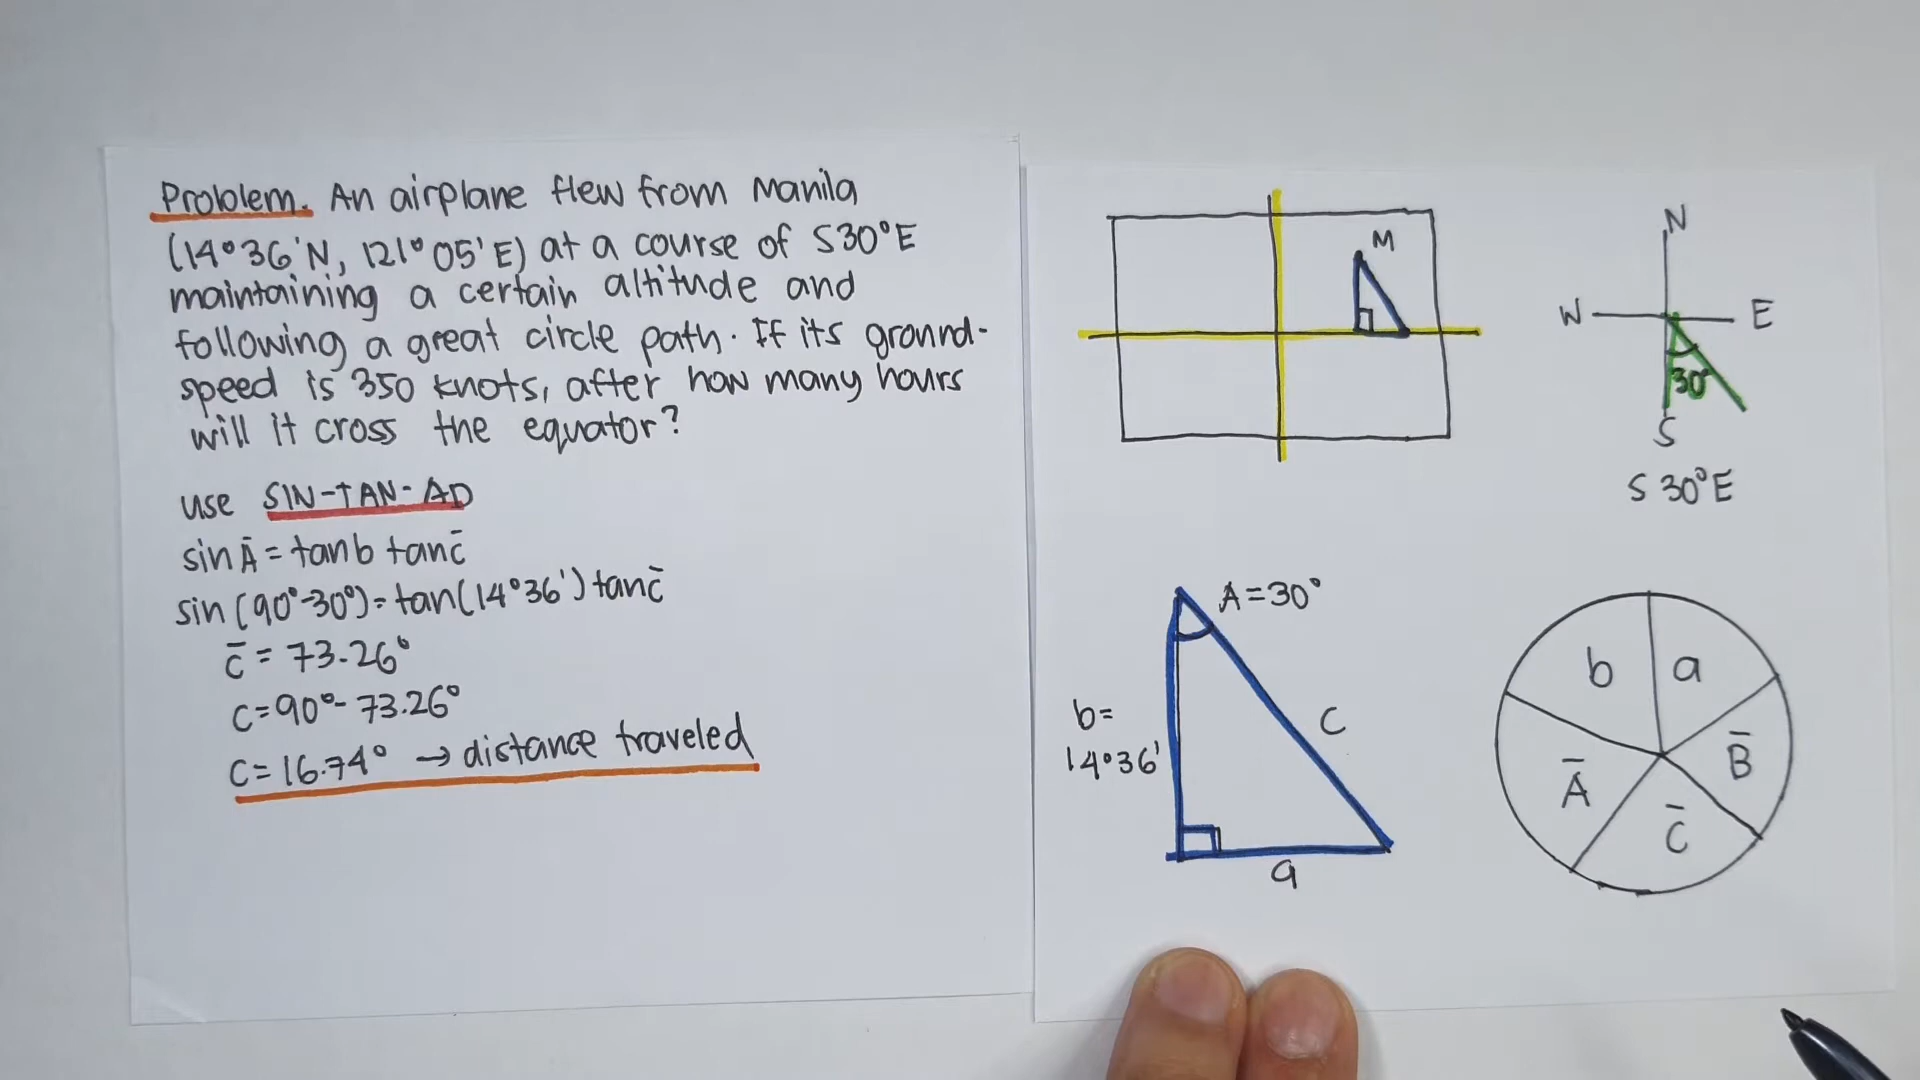 Problem. An airplane flew from Manila
(14°36'N, 121°05'E) at a course of S30°E
maintaining a certain altitude and
following a great circle path. If its ground-
speed is 350 knots, after how many hours
will it cross the equator?
use SIN-TAN-AD
sin Ā = tan b tan c̄
sin (90°-30°) = tan(14°36') tan c̄
c̄ = 73.26°
c = 90° - 73.26°
c = 16.74° → distance traveled
M
N
W
E
30°
S
S 30°E
A = 30°
b =
14°36'
c
a
b
a
Ā
B̄
c̄